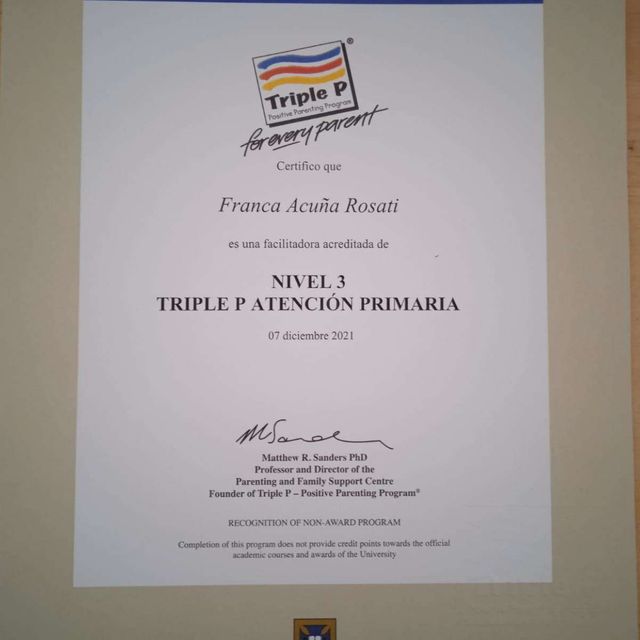 Triple P®
Positive Parenting Program
for every parent
Certifico que
Franca Acuña Rosati
es una facilitadora acreditada de
NIVEL 3
TRIPLE P ATENCIÓN PRIMARIA
07 diciembre 2021
Matthew R. Sanders PhD
Professor and Director of the
Parenting and Family Support Centre
Founder of Triple P – Positive Parenting Program®
RECOGNITION OF NON-AWARD PROGRAM
Completion of this program does not provide credit points towards the official
academic courses and awards of the University